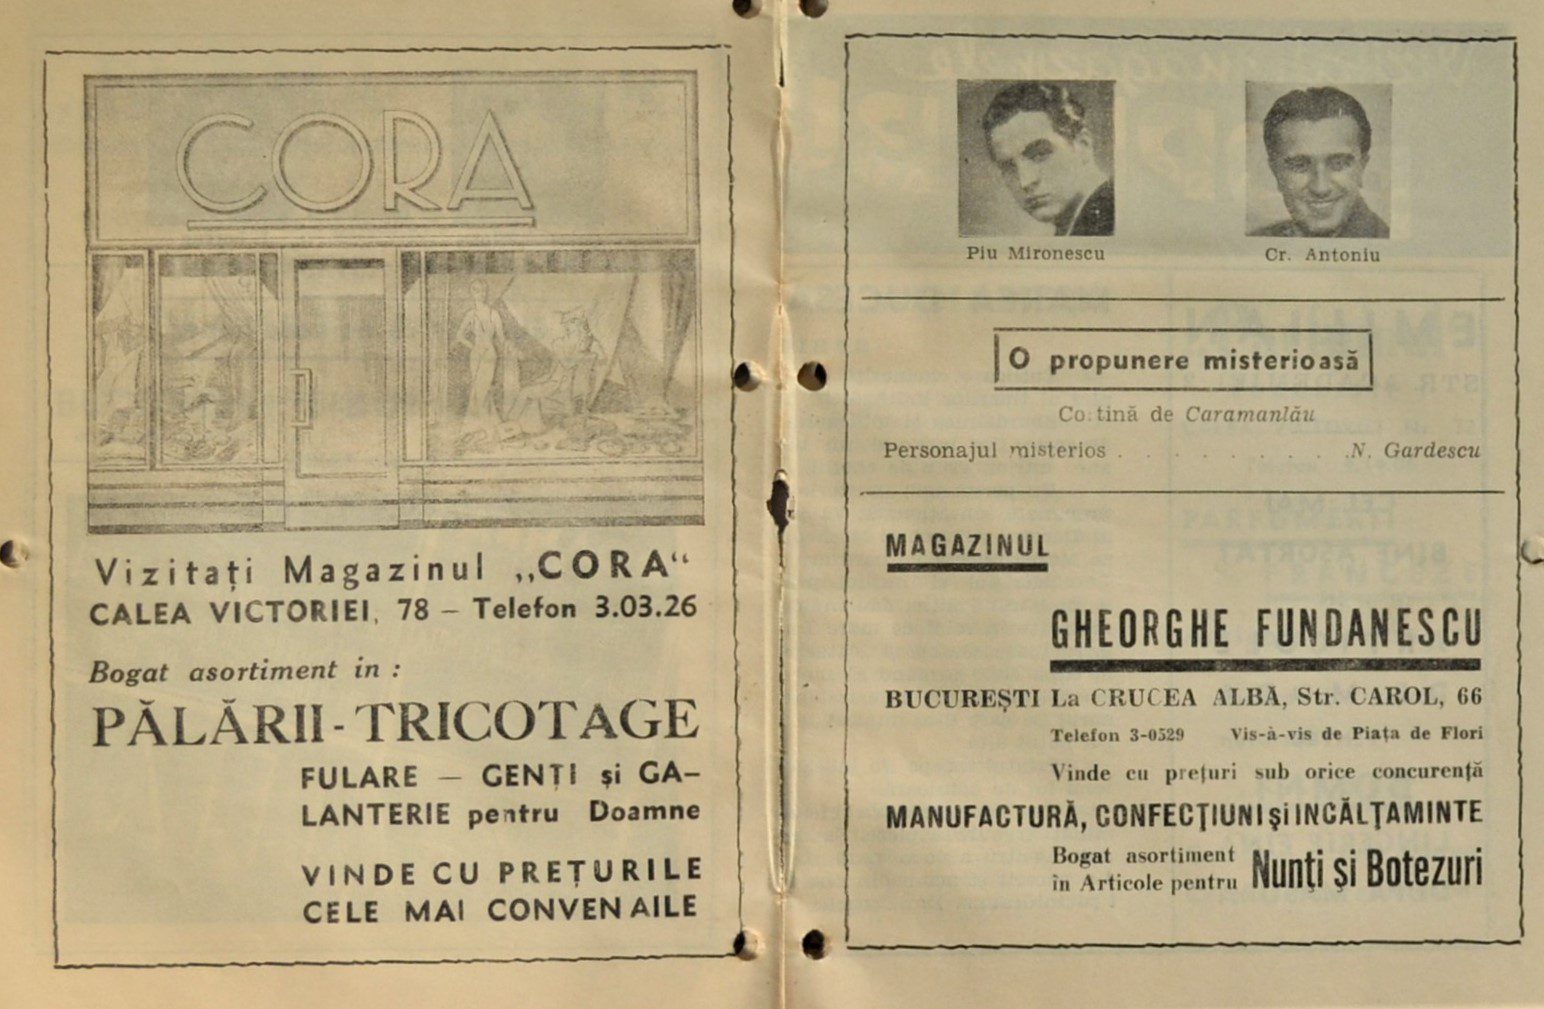 CORA
Vizitați Magazinul „CORA“
CALEA VICTORIEI, 78 – Telefon 3.03.26
Bogat asortiment in :
PĂLĂRII - TRICOTAGE
FULARE – GENȚI și GA-
LANTERIE pentru Doamne
VINDE CU PREȚURILE
CELE MAI CONVENAILE
Piu Mironescu
Cr. Antoniu
O propunere misterioasă
Co:tină de Caramanlău
Personajul misterios . . . . . . . . . N. Gardescu
MAGAZINUL
GHEORGHE FUNDANESCU
BUCUREȘTI La CRUCEA ALBĂ, Str. CAROL, 66
Telefon 3-0529 Vis-à-vis de Piața de Flori
Vinde cu prețuri sub orice concurență
MANUFACTURĂ, CONFECȚIUNI și INCĂLȚAMINTE
Bogat asortiment
în Articole pentru Nunți și Botezuri